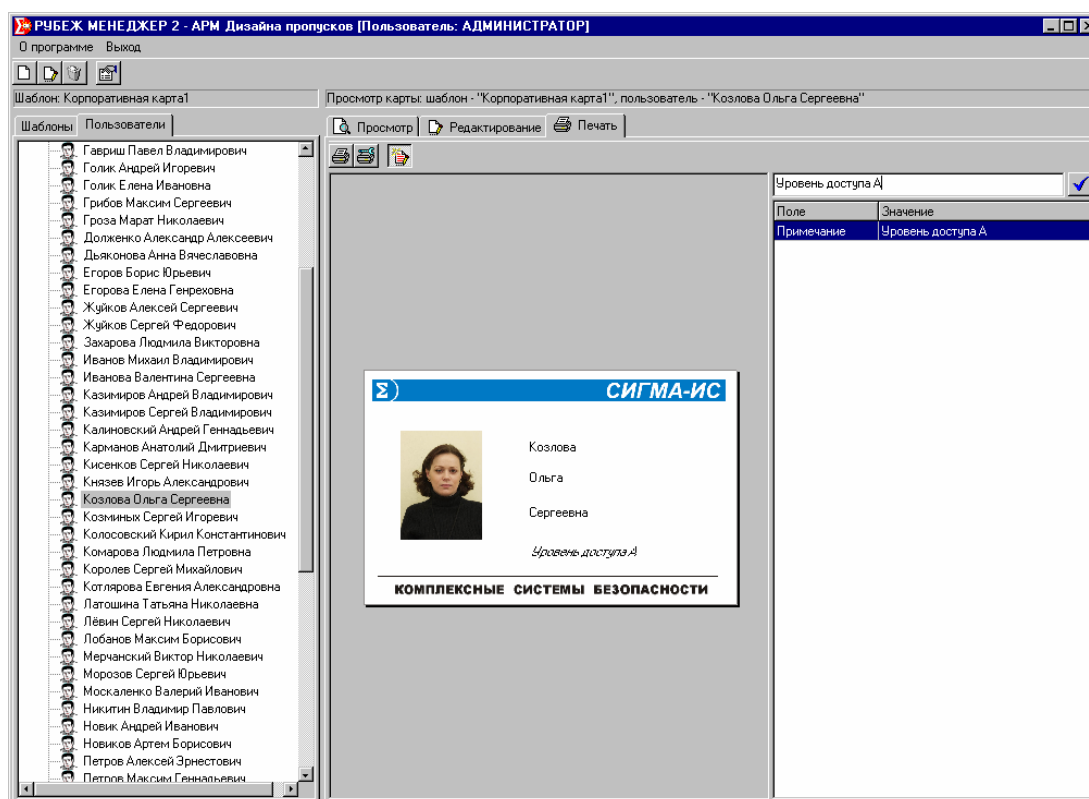 РУБЕЖ МЕНЕДЖЕР 2 - АРМ Дизайна пропусков [Пользователь: АДМИНИСТРАТОР]
О программе Выход
Шаблон: Корпоративная карта1
Просмотр карты: шаблон - "Корпоративная карта1", пользователь - "Козлова Ольга Сергеевна"
Шаблоны Пользователи
Просмотр Редактирование Печать
Гавриш Павел Владимирович
Голик Андрей Игоревич
Голик Елена Ивановна
Грибов Максим Сергеевич
Гроза Марат Николаевич
Долженко Александр Алексеевич
Дьяконова Анна Вячеславовна
Егоров Борис Юрьевич
Егорова Елена Генреховна
Жуйков Алексей Сергеевич
Жуйков Сергей Федорович
Захарова Людмила Викторовна
Иванов Михаил Владимирович
Иванова Валентина Сергеевна
Казимиров Андрей Владимирович
Казимиров Сергей Владимирович
Калиновский Андрей Геннадьевич
Карманов Анатолий Дмитриевич
Кисенков Сергей Николаевич
Князев Игорь Александрович
Козлова Ольга Сергеевна
Козминых Сергей Игоревич
Колосовский Кирил Константинович
Комарова Людмила Петровна
Королев Сергей Михайлович
Котлярова Евгения Александровна
Латошина Татьяна Николаевна
Лёвин Сергей Николаевич
Лобанов Максим Борисович
Мерчанский Виктор Николаевич
Морозов Сергей Юрьевич
Москаленко Валерий Иванович
Никитин Владимир Павлович
Новик Андрей Иванович
Новиков Артем Борисович
Петров Алексей Эрнестович
Петров Максим Геннадьевич
Σ) СИГМА-ИС
Козлова
Ольга
Сергеевна
Уровень доступа А
КОМПЛЕКСНЫЕ СИСТЕМЫ БЕЗОПАСНОСТИ
Уровень доступа А
Поле Значение
Примечание Уровень доступа А